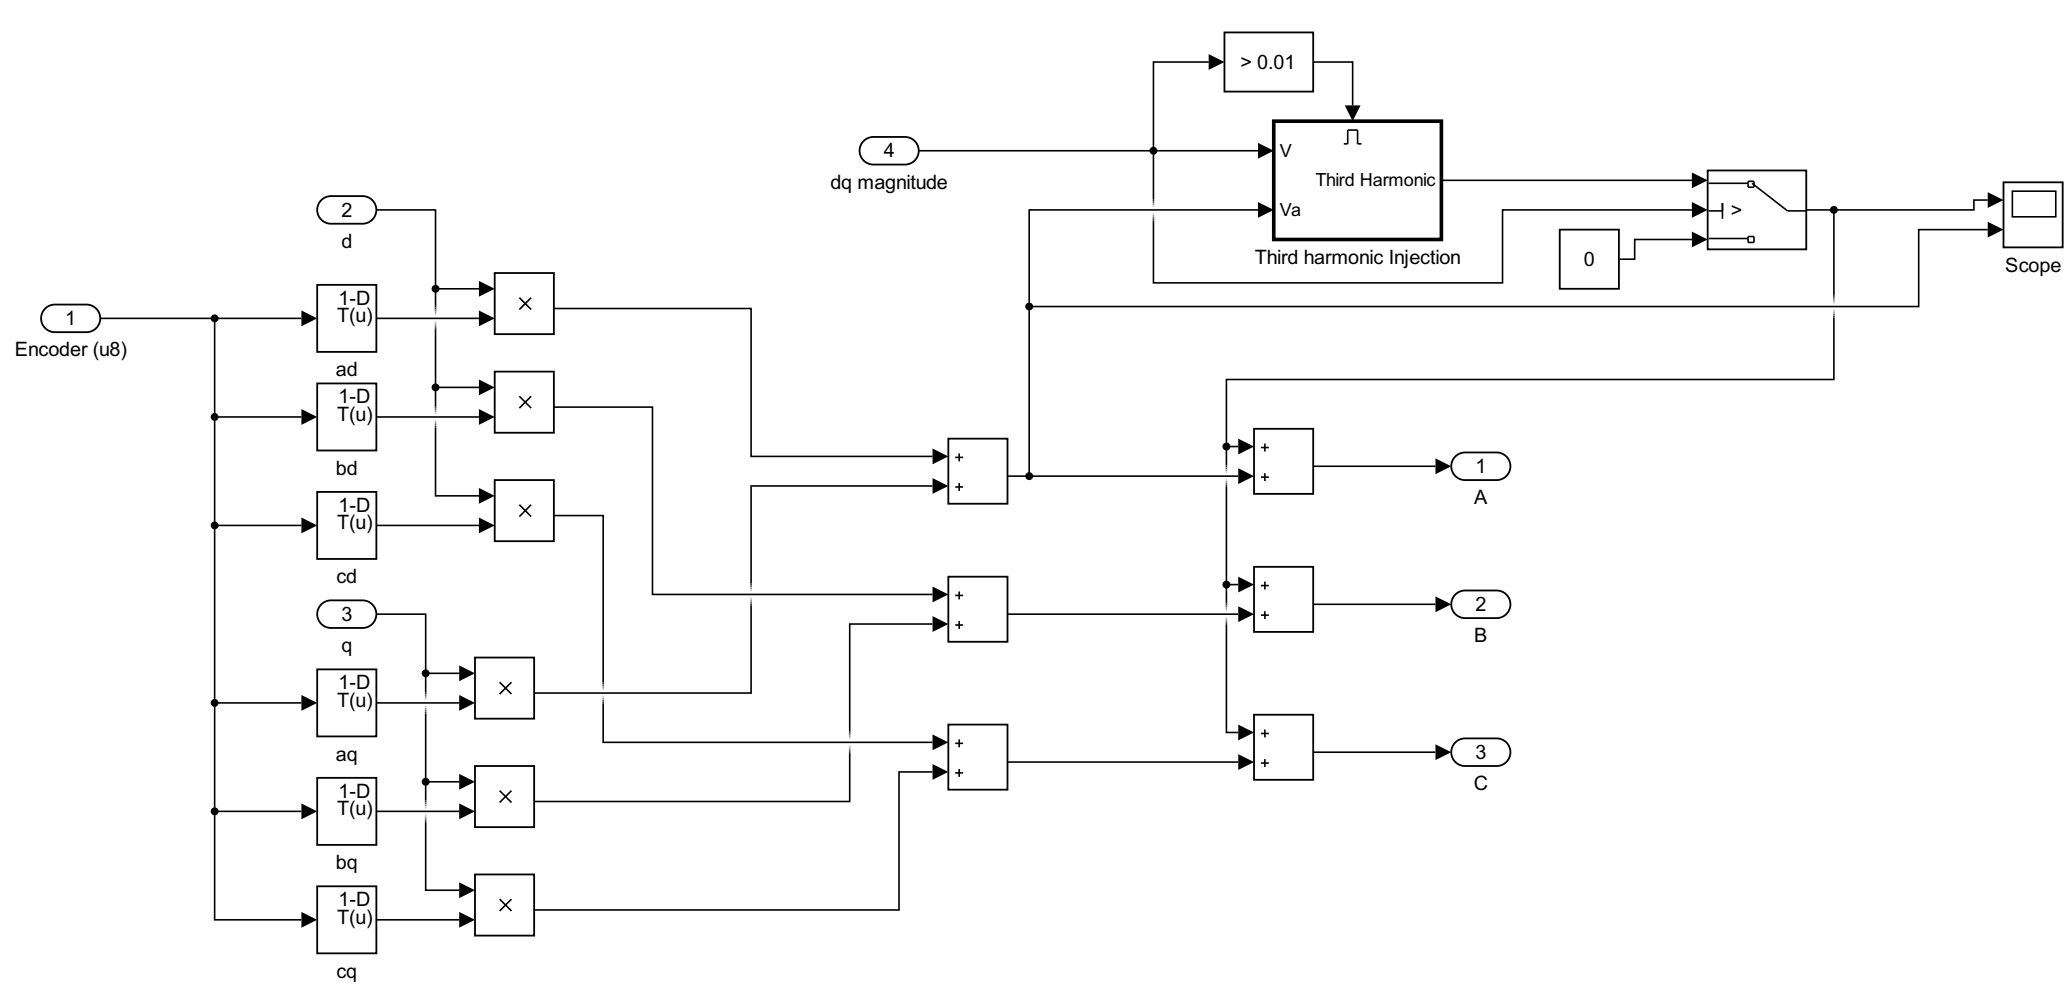 > 0.01
4
dq magnitude
V
Third Harmonic
Va
Third harmonic Injection
>
0
Scope
2
d
1
Encoder (u8)
1-D
T(u)
ad
×
1-D
T(u)
bd
×
1-D
T(u)
cd
×
3
q
1-D
T(u)
aq
×
1-D
T(u)
bq
×
1-D
T(u)
cq
×
+
+
+
+
+
+
+
+
1
A
+
+
2
B
+
+
3
C